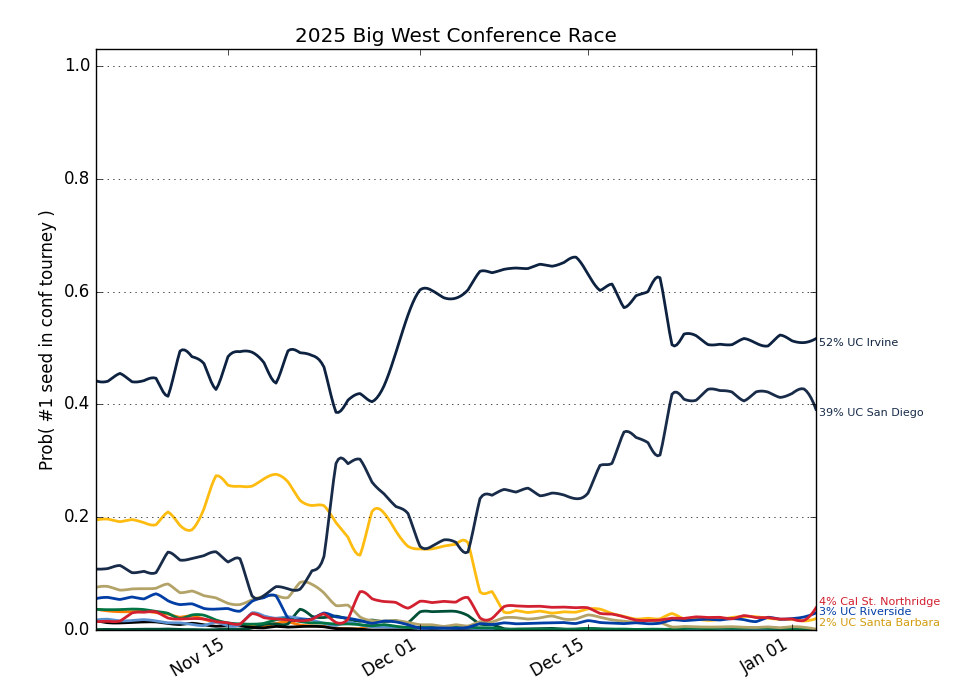 2025 Big West Conference Race
Prob( #1 seed in conf tourney )
1.0
0.8
0.6
0.4
0.2
0.0
52% UC Irvine
39% UC San Diego
4% Cal St. Northridge
3% UC Riverside
2% UC Santa Barbara
Nov 15
Dec 01
Dec 15
Jan 01